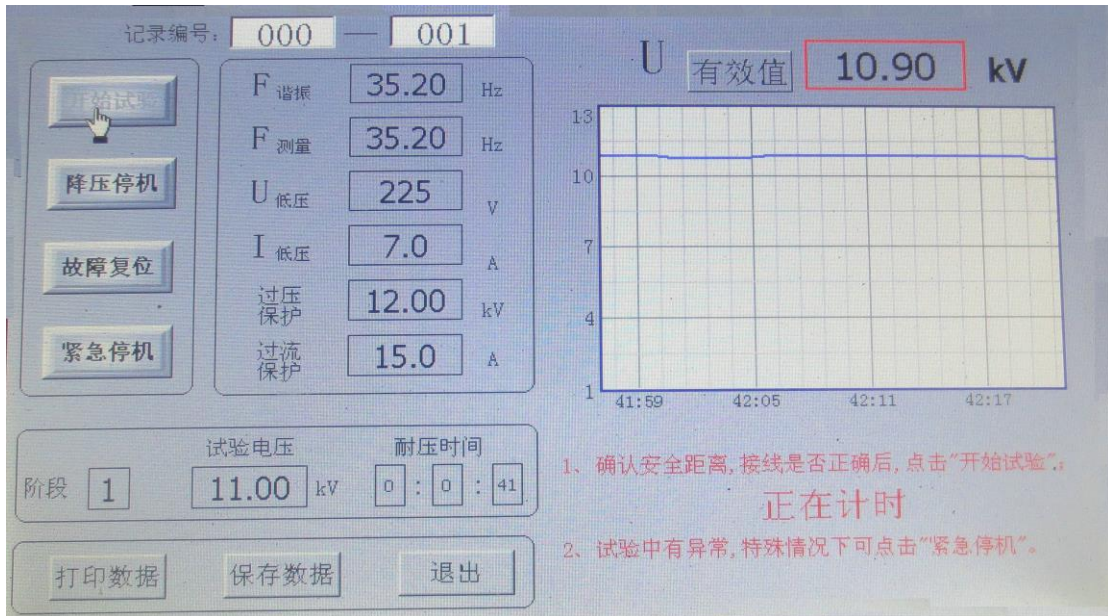 记录编号: 000 — 001
开始试验
降压停机
故障复位
紧急停机
F 谐振 35.20 Hz
F 测量 35.20 Hz
U 低压 225 V
I 低压 7.0 A
过压保护 12.00 kV
过流保护 15.0 A
U 有效值 10.90 kV
13
10
7
4
1
41:59 42:05 42:11 42:17
试验电压 耐压时间
阶段 1 11.00 kV 0 : 0 : 41
打印数据 保存数据 退出
1、确认安全距离,接线是否正确后,点击"开始试验";
正在计时
2、试验中有异常,特殊情况下可点击"紧急停机"。